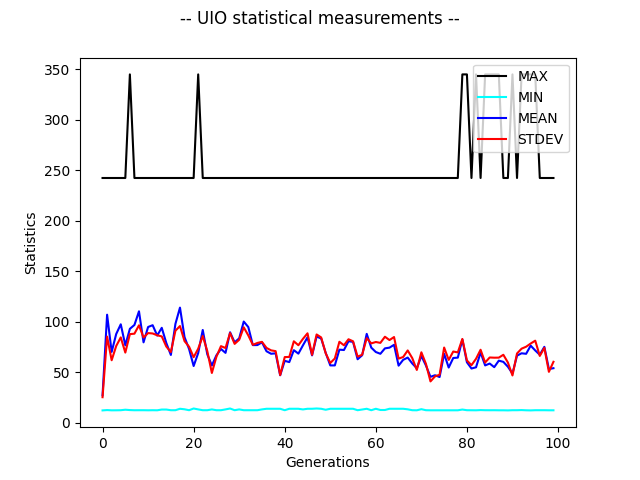 -- UIO statistical measurements --
350
300
250
200
150
100
50
0
Statistics
0 20 40 60 80 100
Generations
MAX
MIN
MEAN
STDEV